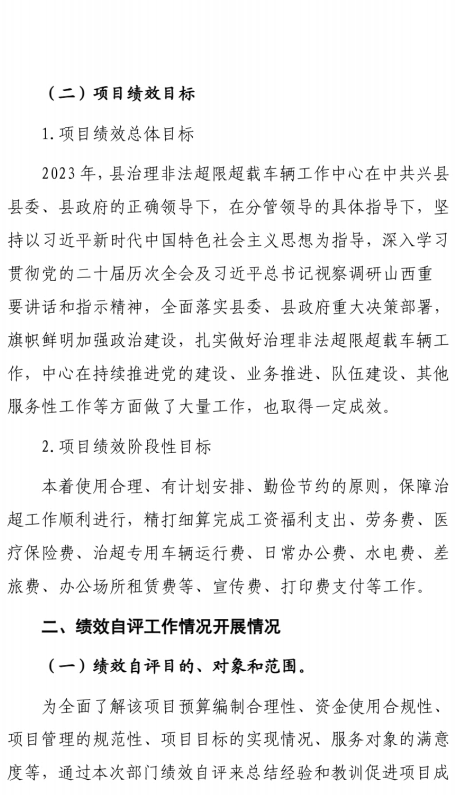 （二）项目绩效目标
1.项目绩效总体目标
2023 年，县治理非法超限超载车辆工作中心在中共兴县
县委、县政府的正确领导下，在分管领导的具体指导下，坚
持以习近平新时代中国特色社会主义思想为指导，深入学习
贯彻党的二十届历次全会及习近平总书记视察调研山西重
要讲话和指示精神，全面落实县委、县政府重大决策部署，
旗帜鲜明加强政治建设，扎实做好治理非法超限超载车辆工
作，中心在持续推进党的建设、业务推进、队伍建设、其他
服务性工作等方面做了大量工作，也取得一定成效。
2.项目绩效阶段性目标
本着使用合理、有计划安排、勤俭节约的原则，保障治
超工作顺利进行，精打细算完成工资福利支出、劳务费、医
疗保险费、治超专用车辆运行费、日常办公费、水电费、差
旅费、办公场所租赁费等、宣传费、打印费支付等工作。
二、绩效自评工作情况开展情况
（一）绩效自评目的、对象和范围。
为全面了解该项目预算编制合理性、资金使用合规性、
项目管理的规范性、项目目标的实现情况、服务对象的满意
度等，通过本次部门绩效自评来总结经验和教训促进项目成